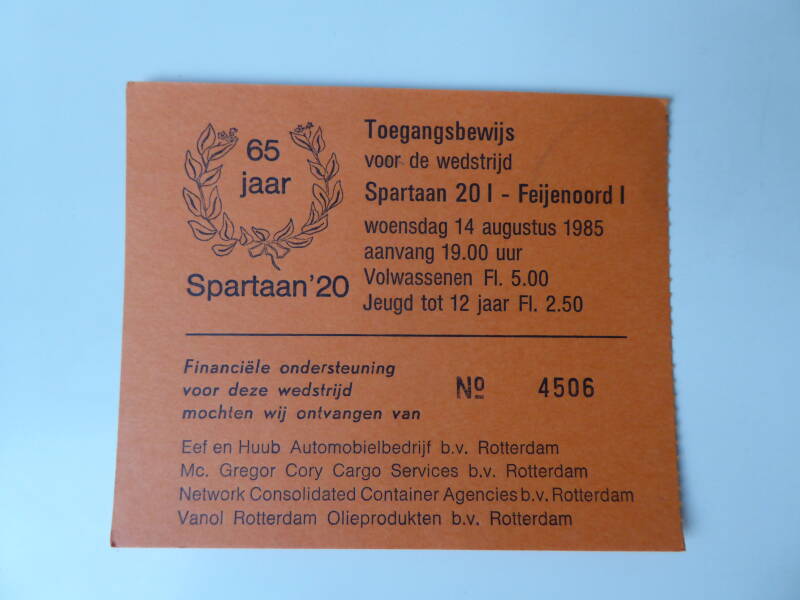 65
jaar
Spartaan '20
Toegangsbewijs
voor de wedstrijd
Spartaan 20 I - Feijenoord I
woensdag 14 augustus 1985
aanvang 19.00 uur
Volwassenen Fl. 5.00
Jeugd tot 12 jaar Fl. 2.50
Financiële ondersteuning
voor deze wedstrijd
mochten wij ontvangen van
Nº 4506
Eef en Huub Automobielbedrijf b.v. Rotterdam
Mc. Gregor Cory Cargo Services b.v. Rotterdam
Network Consolidated Container Agencies b.v. Rotterdam
Vanol Rotterdam Olieprodukten b.v. Rotterdam